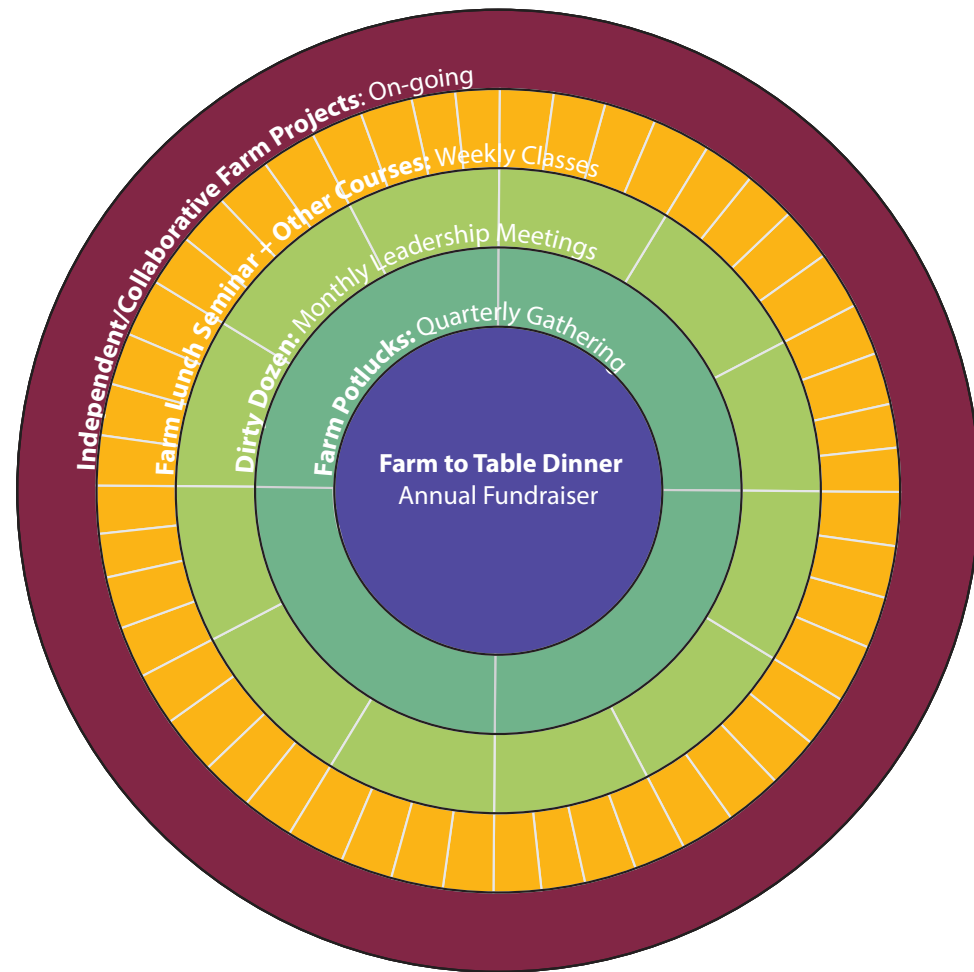 Independent/Collaborative Farm Projects: On-going
Farm Lunch Seminar + Other Courses: Weekly Classes
Dirty Dozen: Monthly Leadership Meetings
Farm Potlucks: Quarterly Gathering
Farm to Table Dinner
Annual Fundraiser